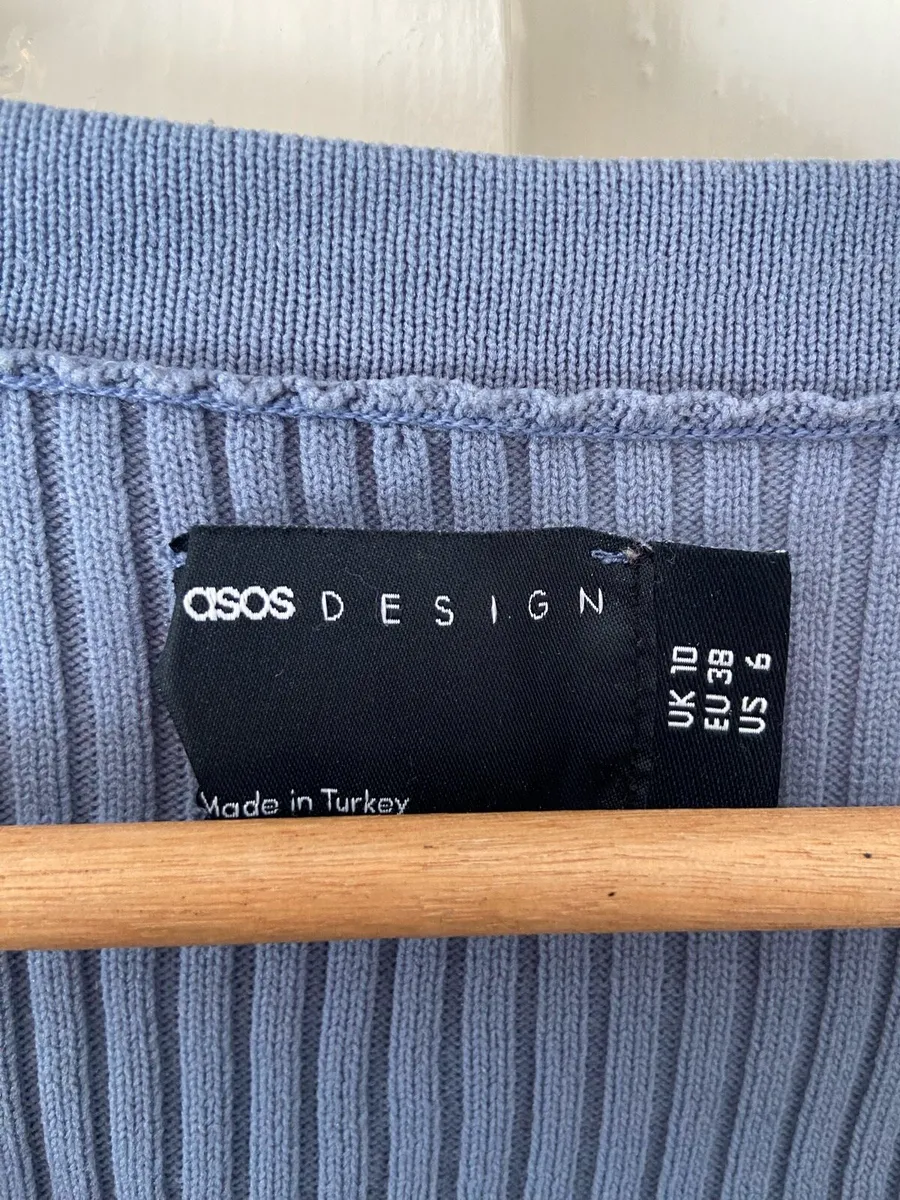 asos DESIGN
Made in Turkey
UK 10
EU 38
US 6